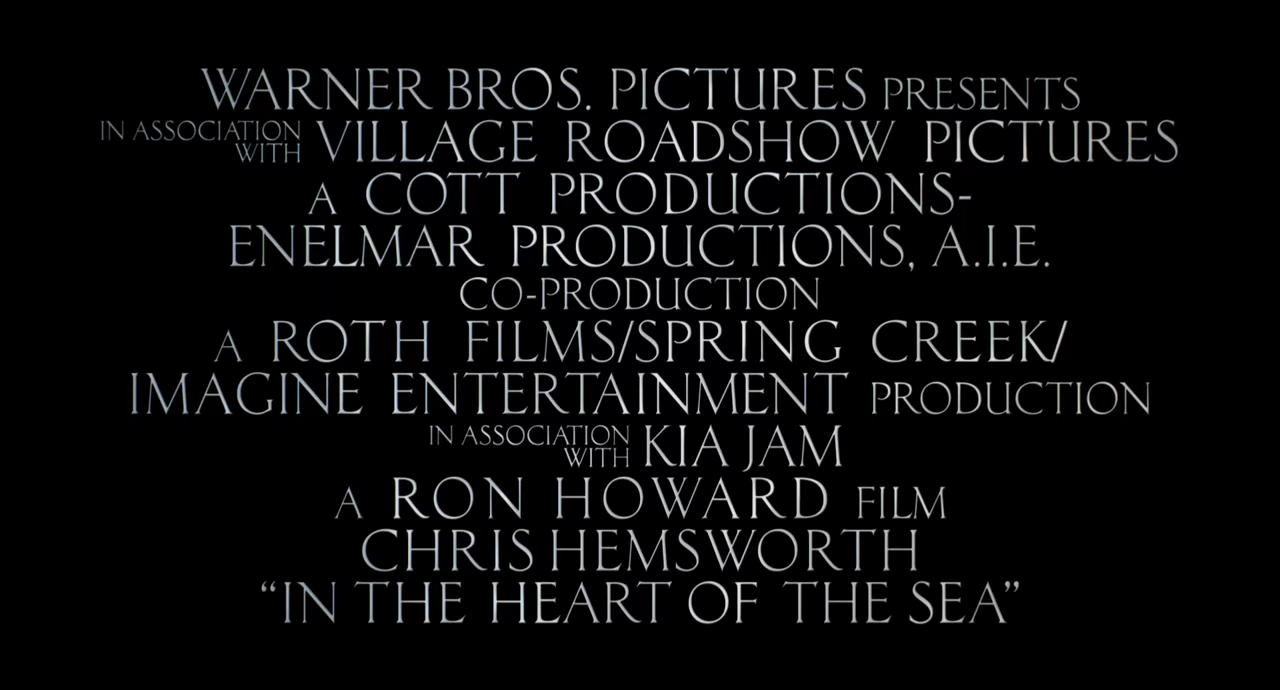 WARNER BROS. PICTURES PRESENTS
IN ASSOCIATION WITH VILLAGE ROADSHOW PICTURES
A COTT PRODUCTIONS-
ENELMAR PRODUCTIONS, A.I.E.
CO-PRODUCTION
A ROTH FILMS/SPRING CREEK/
IMAGINE ENTERTAINMENT PRODUCTION
IN ASSOCIATION WITH KIA JAM
A RON HOWARD FILM
CHRIS HEMSWORTH
“IN THE HEART OF THE SEA”